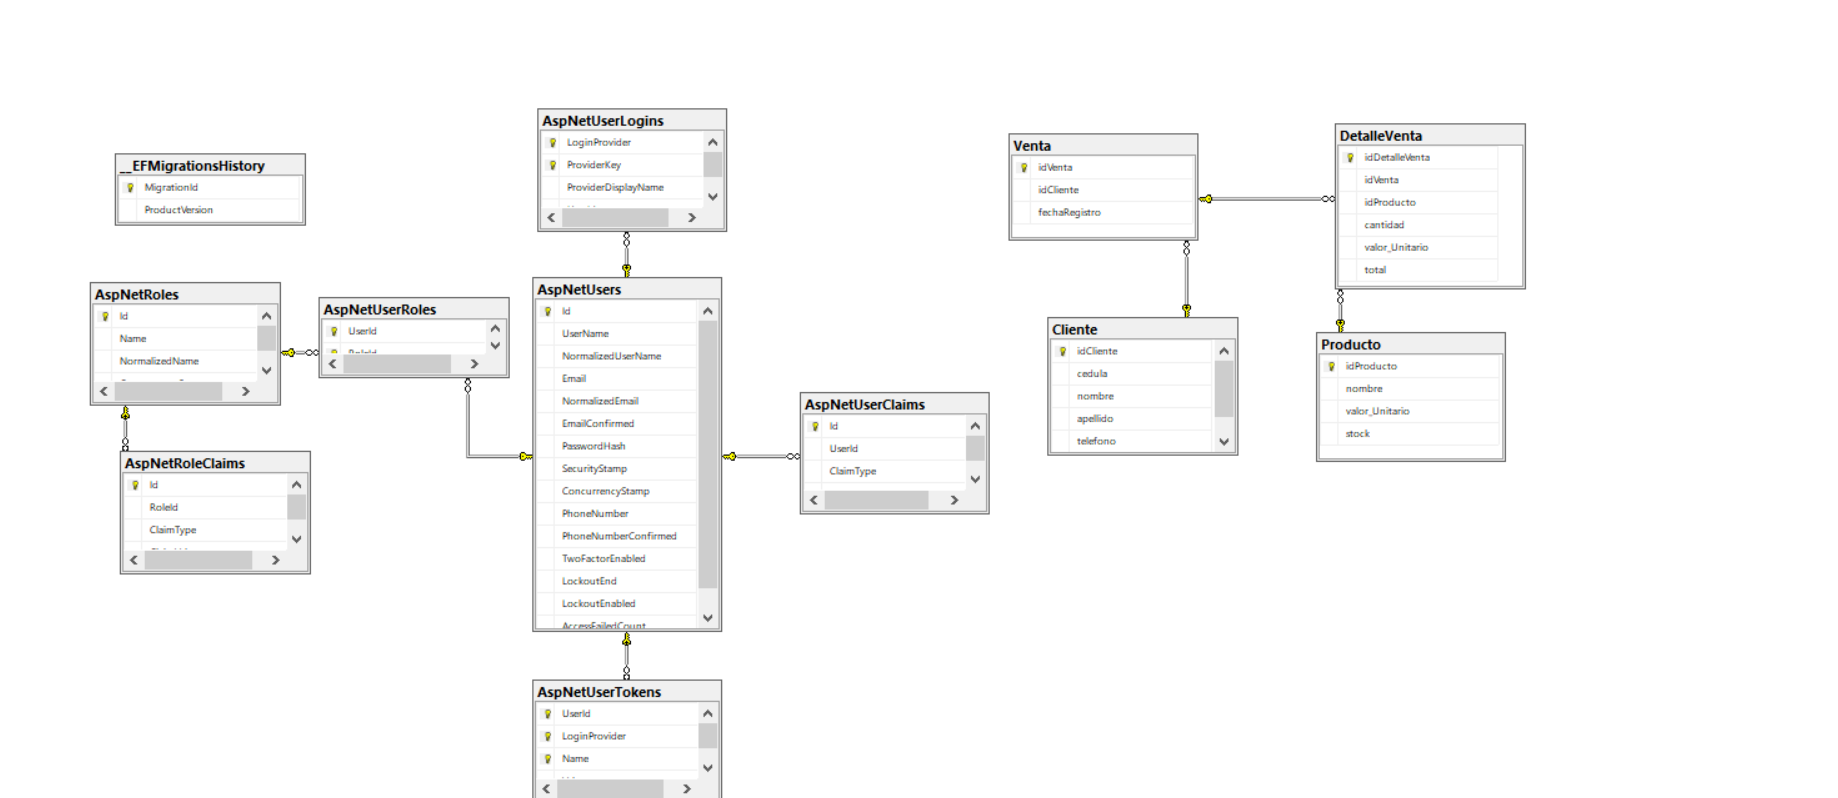 __EFMigrationsHistory
MigrationId
ProductVersion
AspNetUserLogins
LoginProvider
ProviderKey
ProviderDisplayName
AspNetRoles
Id
Name
NormalizedName
AspNetUserRoles
UserId
RoleId
AspNetUsers
Id
UserName
NormalizedUserName
Email
NormalizedEmail
EmailConfirmed
PasswordHash
SecurityStamp
ConcurrencyStamp
PhoneNumber
PhoneNumberConfirmed
TwoFactorEnabled
LockoutEnd
LockoutEnabled
AccessFailedCount
AspNetRoleClaims
Id
RoleId
ClaimType
AspNetUserClaims
Id
UserId
ClaimType
AspNetUserTokens
UserId
LoginProvider
Name
Venta
idVenta
idCliente
fechaRegistro
DetalleVenta
idDetalleVenta
idVenta
idProducto
cantidad
valor_Unitario
total
Cliente
idCliente
cedula
nombre
apellido
telefono
Producto
idProducto
nombre
valor_Unitario
stock